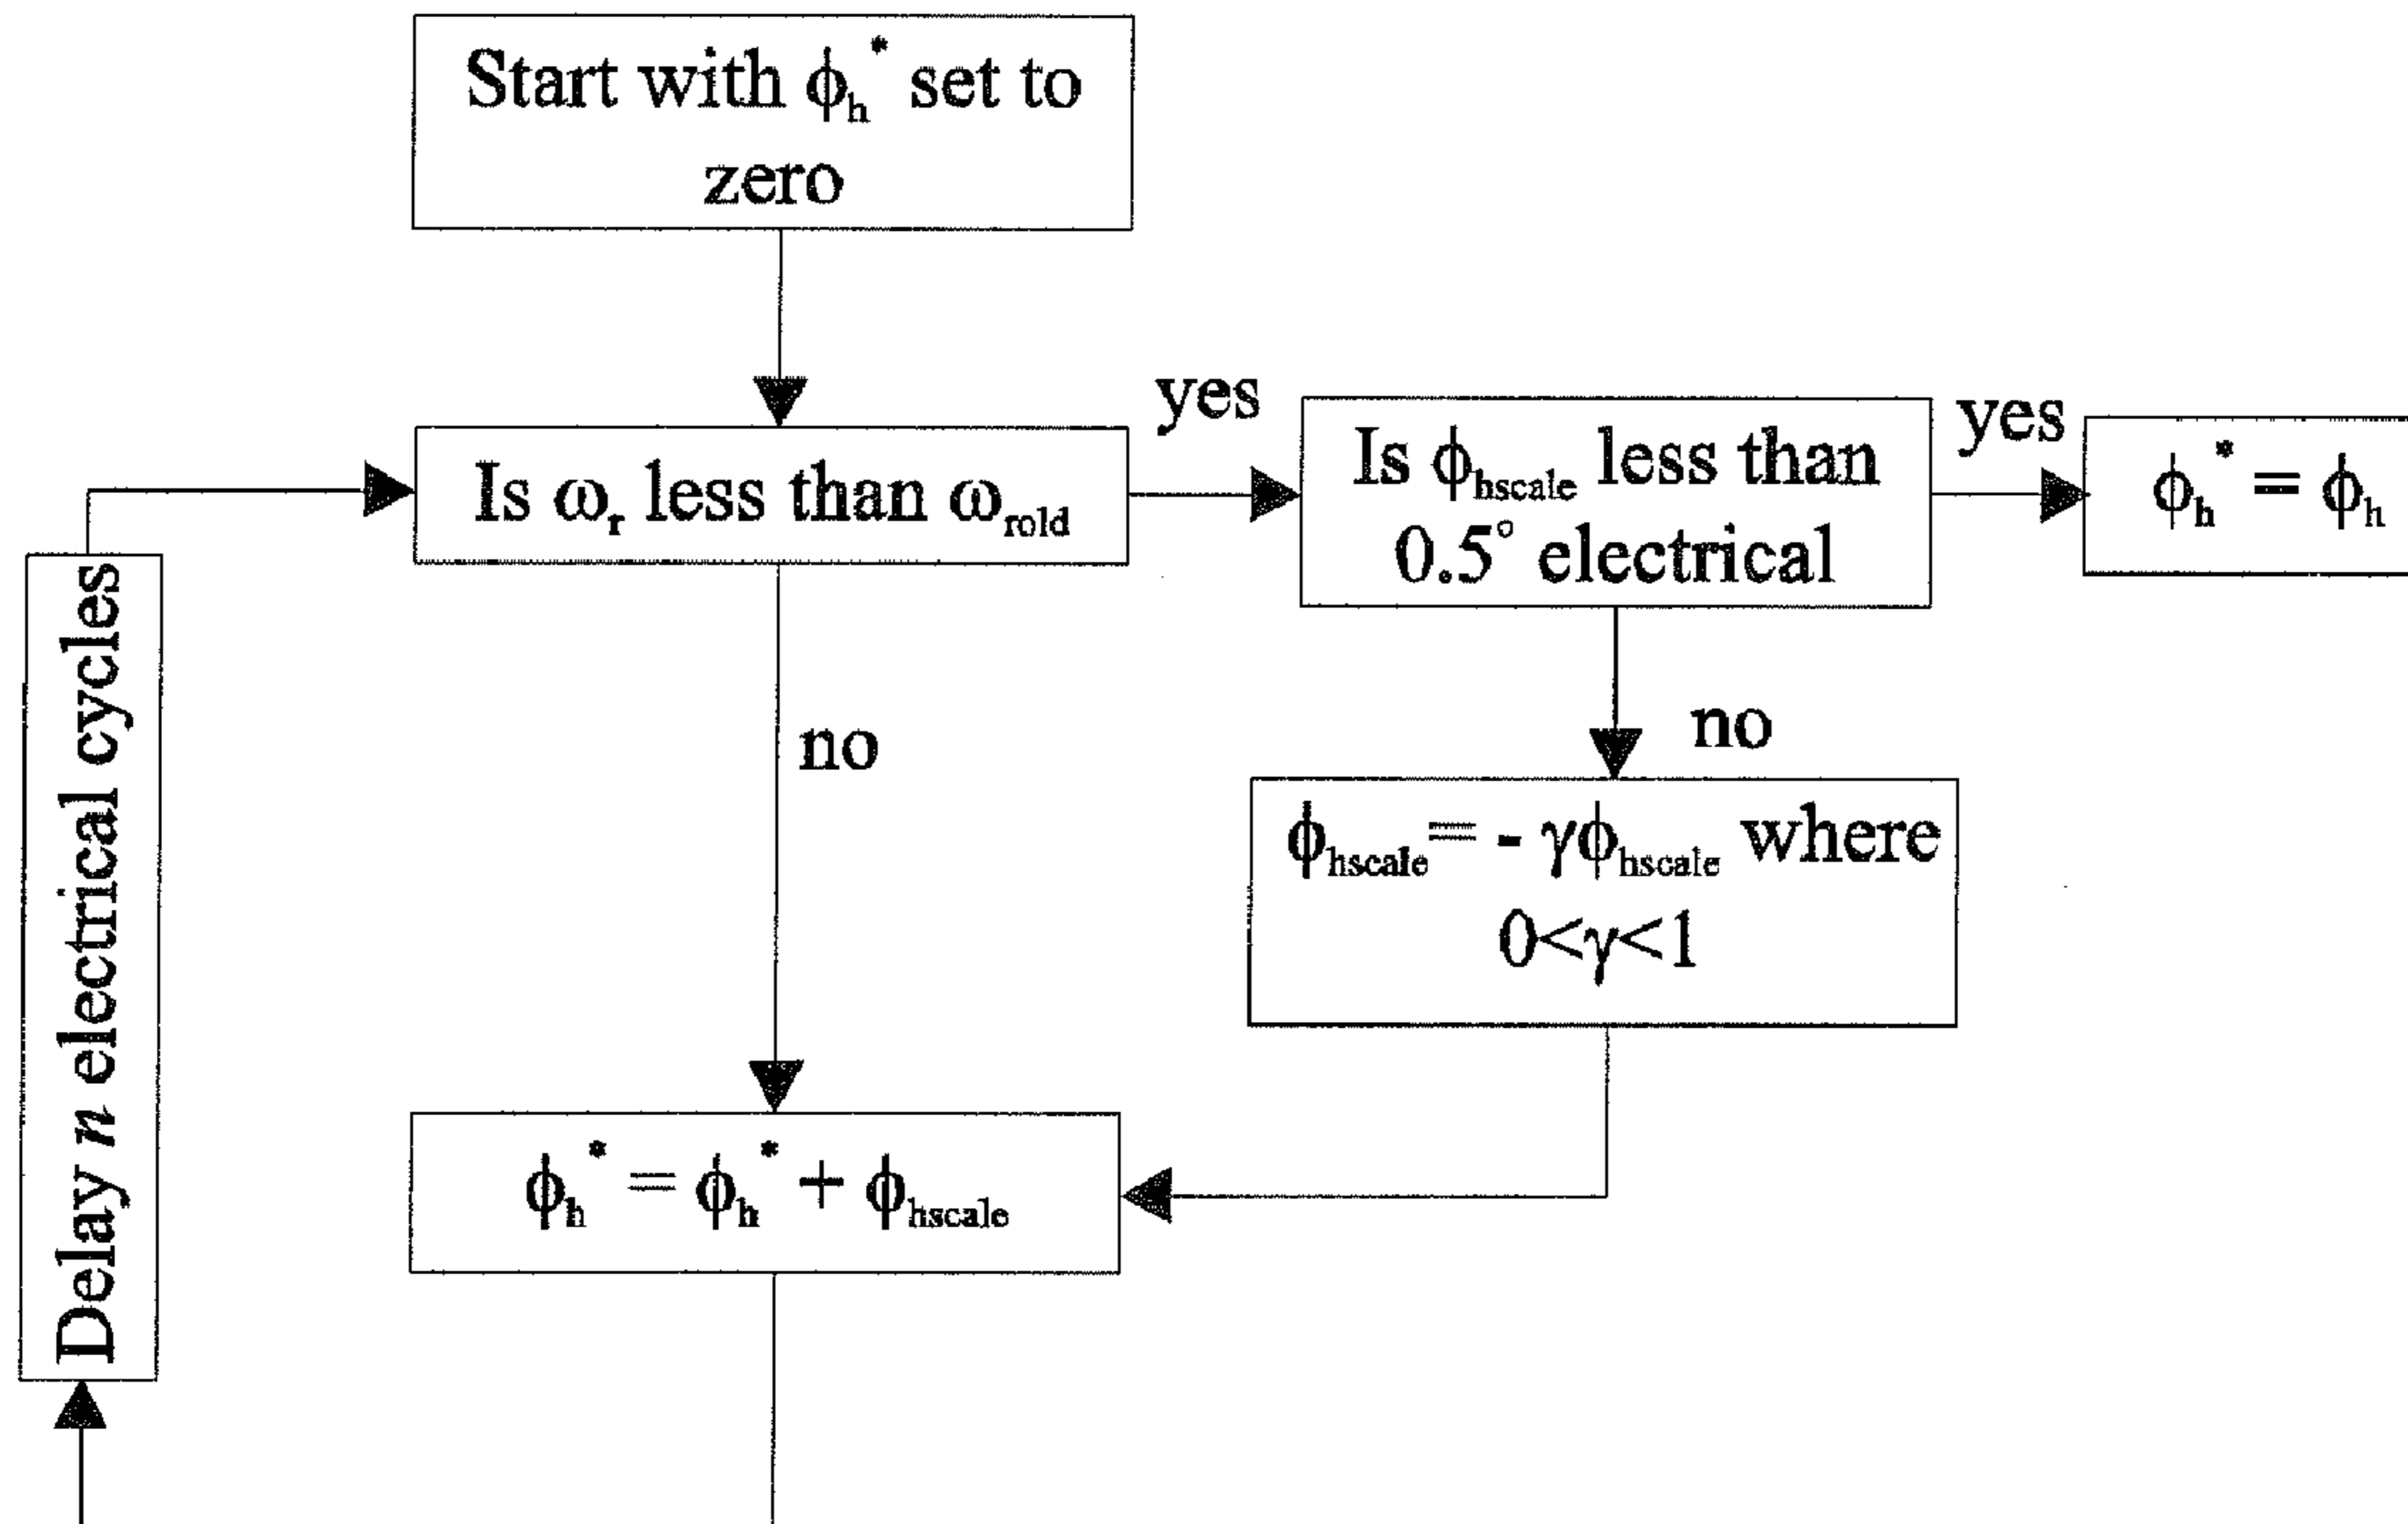 Start with ϕh* set to
zero
Is ωr less than ωrold
yes
Is ϕhscale less than
0.5° electrical
yes
ϕh* = ϕh
no
ϕhscale = - γϕhscale where
0<γ<1
no
ϕh* = ϕh* + ϕhscale
Delay n electrical cycles